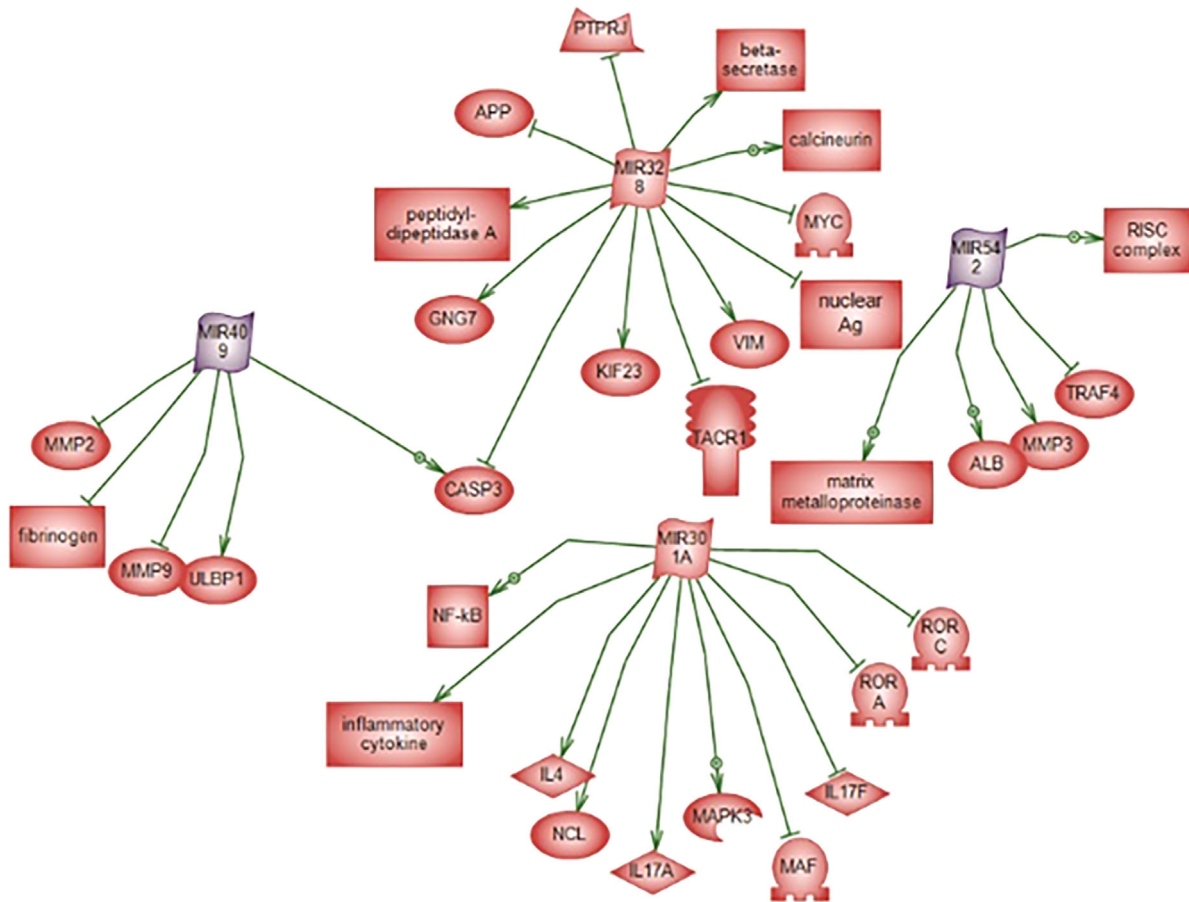 PTPRJ
beta-
secretase
APP
calcineurin
MIR32
8
peptidyl-
dipeptidase A
MYC
RISC
complex
MIR54
2
nuclear
Ag
GNG7
VIM
MIR40
9
KIF23
TRAF4
TACR1
MMP2
MMP3
ALB
CASP3
matrix
metalloproteinase
fibrinogen
MMP9
ULBP1
MIR30
1A
NF-kB
ROR
C
ROR
A
inflammatory
cytokine
IL4
IL17F
MAPK3
NCL
IL17A
MAF